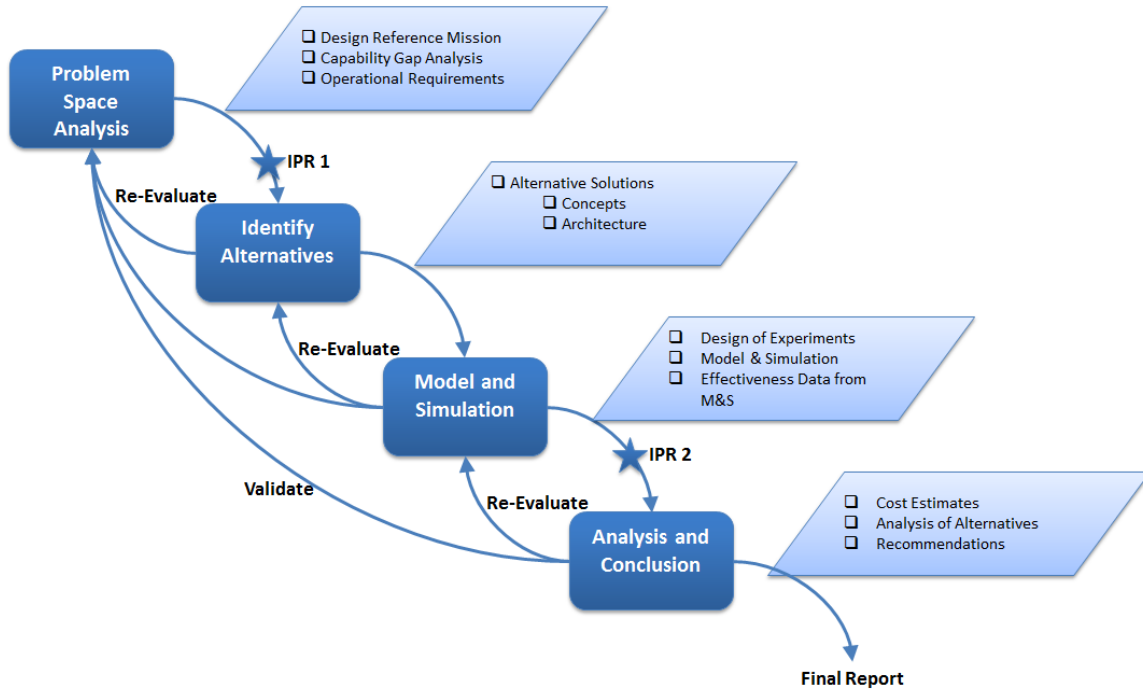 Problem
Space
Analysis
❑ Design Reference Mission
❑ Capability Gap Analysis
❑ Operational Requirements
IPR 1
Re-Evaluate
Identify
Alternatives
❑ Alternative Solutions
❑ Concepts
❑ Architecture
Re-Evaluate
Model and
Simulation
❑ Design of Experiments
❑ Model & Simulation
❑ Effectiveness Data from
M&S
IPR 2
Validate
Re-Evaluate
Analysis and
Conclusion
❑ Cost Estimates
❑ Analysis of Alternatives
❑ Recommendations
Final Report